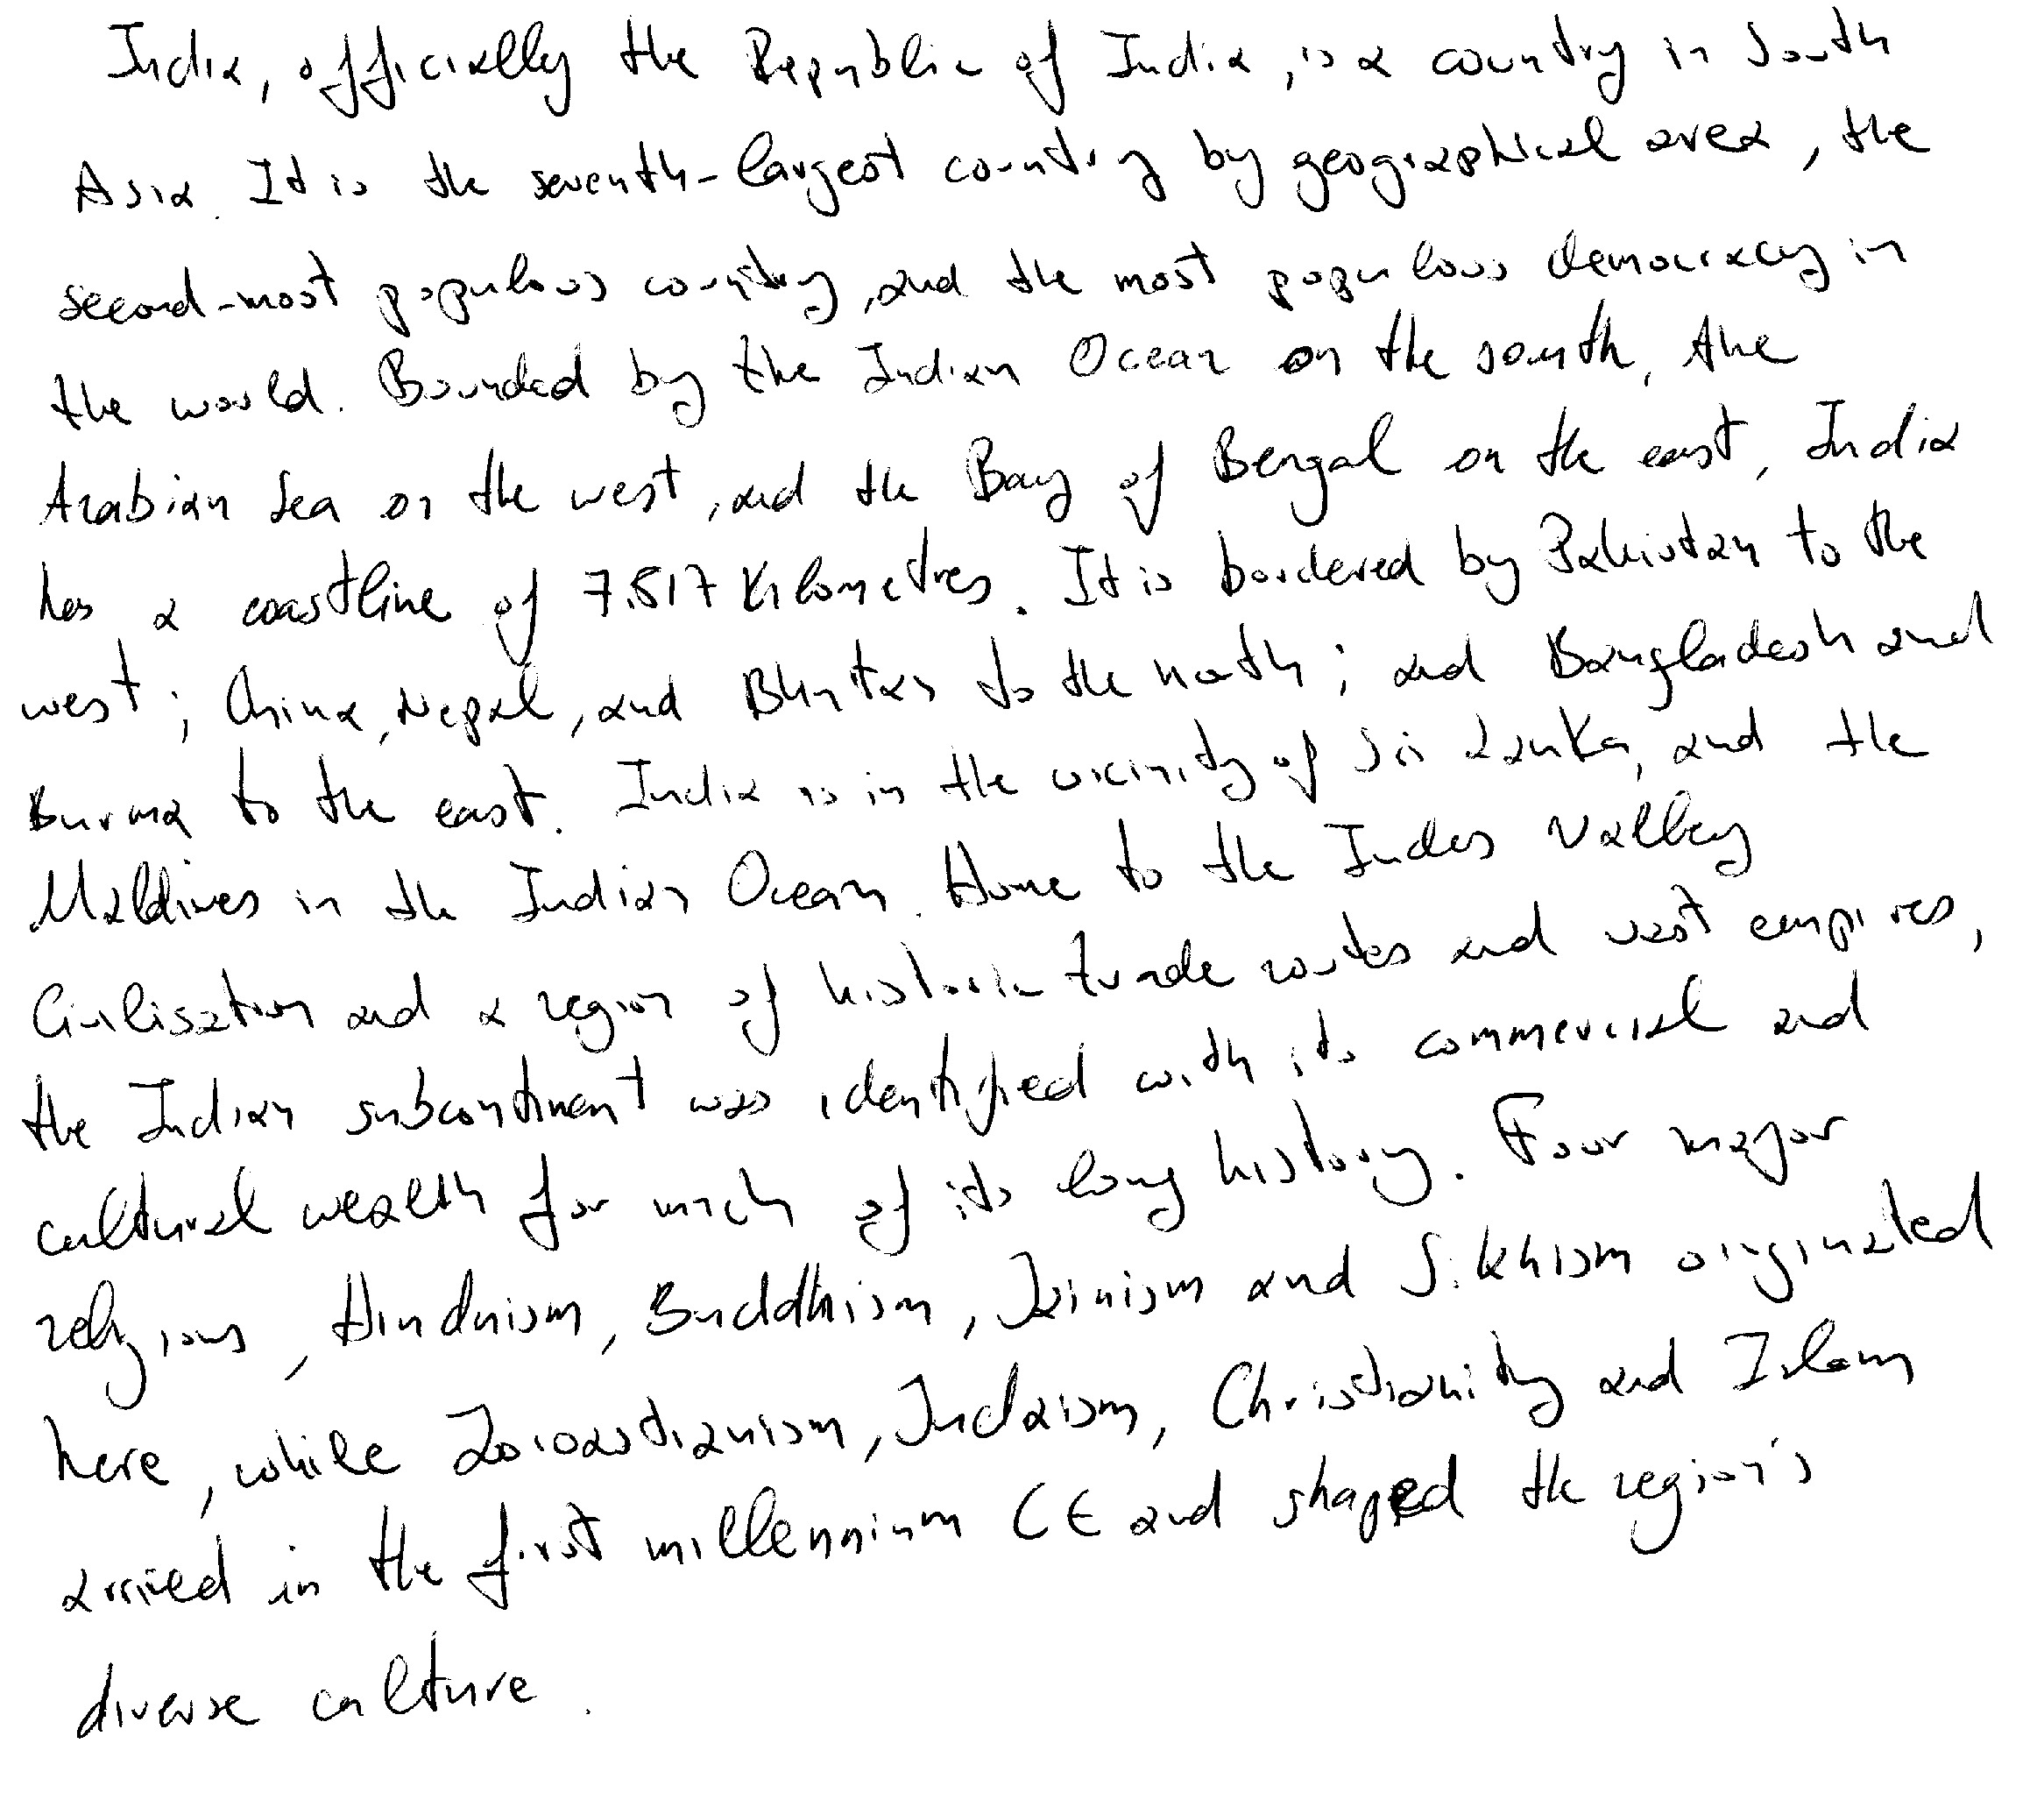 India, officially the Republic of India, is a country in South
Asia. It is the seventh-largest country by geographical area, the
second-most populous country, and the most populous democracy in
the world. Bounded by the Indian Ocean on the south, the
Arabian Sea on the west, and the Bay of Bengal on the east, India
has a coastline of 7.517 kilometres. It is bordered by Pakistan to the
west; China, Nepal, and Bhutan to the north; and Bangladesh and
Burma to the east. India is in the vicinity of Sri Lanka, and the
Maldives in the Indian Ocean. Home to the Indus Valley
Civilisation and a region of historic trade routes and vast empires,
the Indian subcontinent was identified with its commercial and
cultural wealth for much of its long history. Four major
religions, Hinduism, Buddhism, Jainism and Sikhism originated
here, while Zoroastrianism, Judaism, Christianity and Islam
arrived in the first millennium CE and shaped the region's
diverse culture.